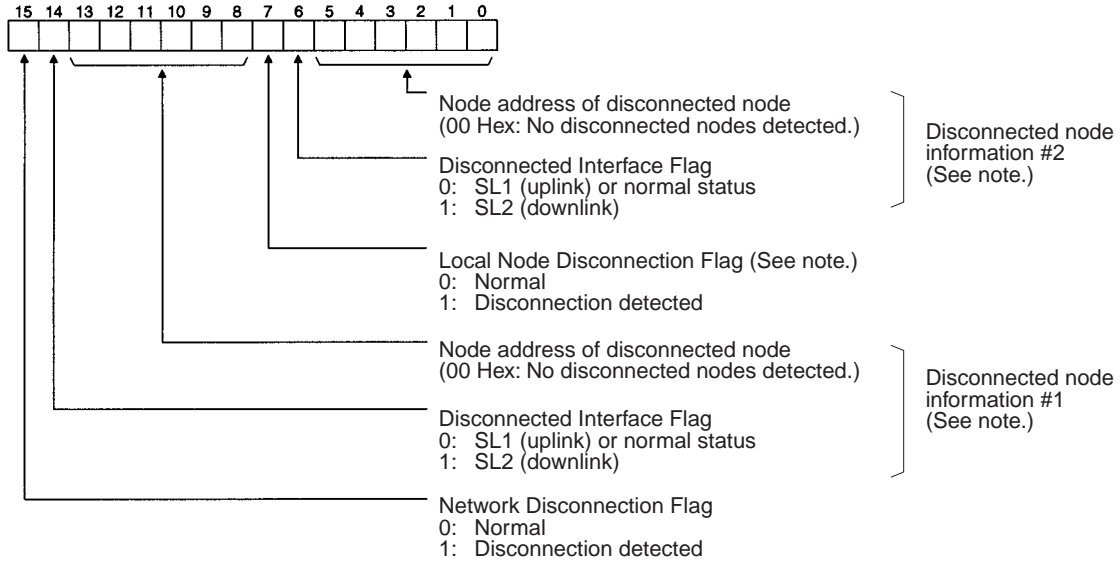 15 14 13 12 11 10 9 8 7 6 5 4 3 2 1 0
Node address of disconnected node
(00 Hex: No disconnected nodes detected.)
Disconnected Interface Flag
0: SL1 (uplink) or normal status
1: SL2 (downlink)
Disconnected node
information #2
(See note.)
Local Node Disconnection Flag (See note.)
0: Normal
1: Disconnection detected
Node address of disconnected node
(00 Hex: No disconnected nodes detected.)
Disconnected Interface Flag
0: SL1 (uplink) or normal status
1: SL2 (downlink)
Disconnected node
information #1
(See note.)
Network Disconnection Flag
0: Normal
1: Disconnection detected